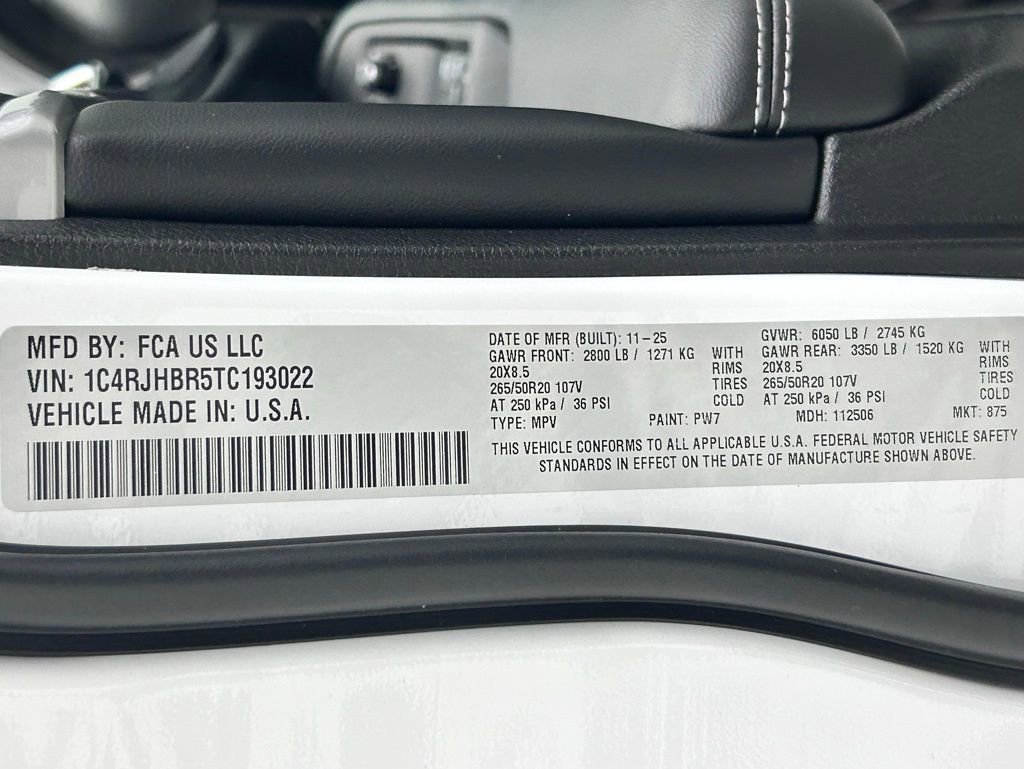 MFD BY: FCA US LLC
VIN: 1C4RJHBR5TC193022
VEHICLE MADE IN: U.S.A.
DATE OF MFR (BUILT): 11-25
GAWR FRONT: 2800 LB / 1271 KG WITH
20X8.5 RIMS
265/50R20 107V TIRES
AT 250 kPa / 36 PSI COLD
TYPE: MPV PAINT: PW7
GVWR: 6050 LB / 2745 KG
GAWR REAR: 3350 LB / 1520 KG WITH
20X8.5 RIMS
265/50R20 107V TIRES
AT 250 kPa / 36 PSI COLD
MDH: 112506 MKT: 875
THIS VEHICLE CONFORMS TO ALL APPLICABLE U.S.A. FEDERAL MOTOR VEHICLE SAFETY
STANDARDS IN EFFECT ON THE DATE OF MANUFACTURE SHOWN ABOVE.